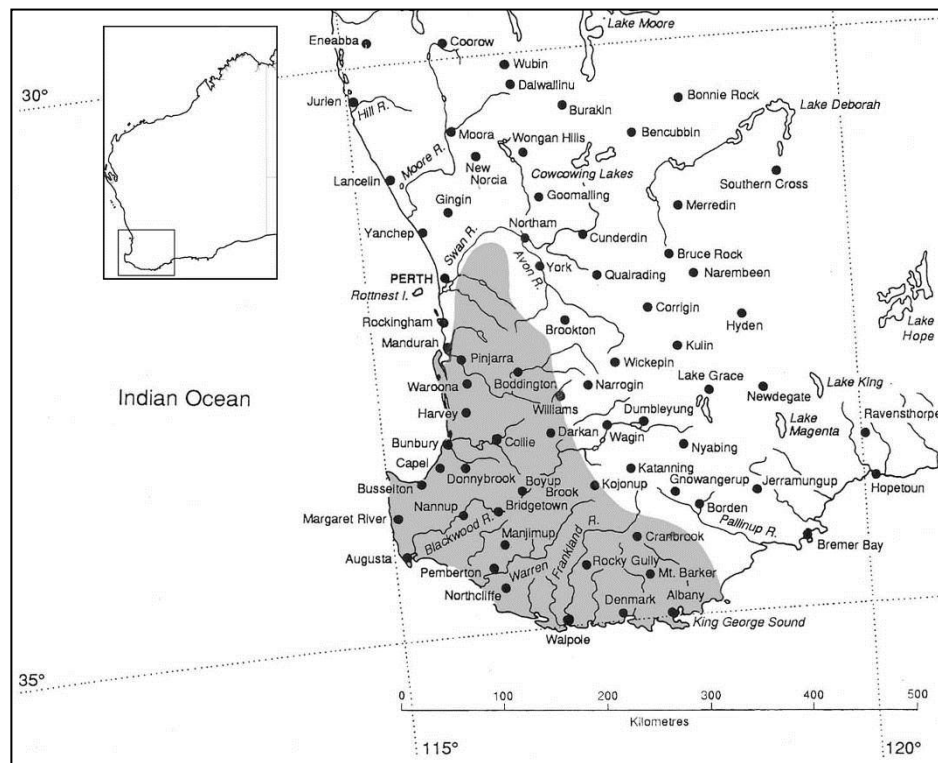 Lake Moore
Eneabba
Coorow
Wubin
30°
Dalwallinu
Jurien
Hill R.
Burakin
Bonnie Rock
Lake Deborah
Moora
Wongan Hills
Bencubbin
Moore R.
New
Norcia
Cowcowing Lakes
Lancelin
Southern Cross
Goomalling
Gingin
Merredin
Yanchep
Swan R.
Northam
Cunderdin
Avon R.
York
Bruce Rock
PERTH
Quairading
Narembeen
Rottnest I.
Corrigin
Rockingham
Brookton
Hyden
Lake
Hope
Mandurah
Kulin
Pinjarra
Wickepin
Boddington
Lake Grace
Lake King
Waroona
Narrogin
Newdegate
Indian Ocean
Williams
Dumbleyung
Harvey
Lake
Magenta
Ravensthorpe
Bunbury
Collie
Darkan
Wagin
Nyabing
Capel
Donnybrook
Katanning
Boyup
Brook
Kojonup
Gnowangerup
Jerramungup
Busselton
Hopetoun
Nannup
Bridgetown
Borden
Margaret River
Blackwood R.
Pallinup R.
Manjimup
Frankland R.
Cranbrook
Bremer Bay
Augusta
Pemberton
Warren
Rocky Gully
Mt. Barker
Northcliffe
Denmark
Albany
King George Sound
Walpole
35°
0 100 200 300 400 500
Kilometres
115°
120°